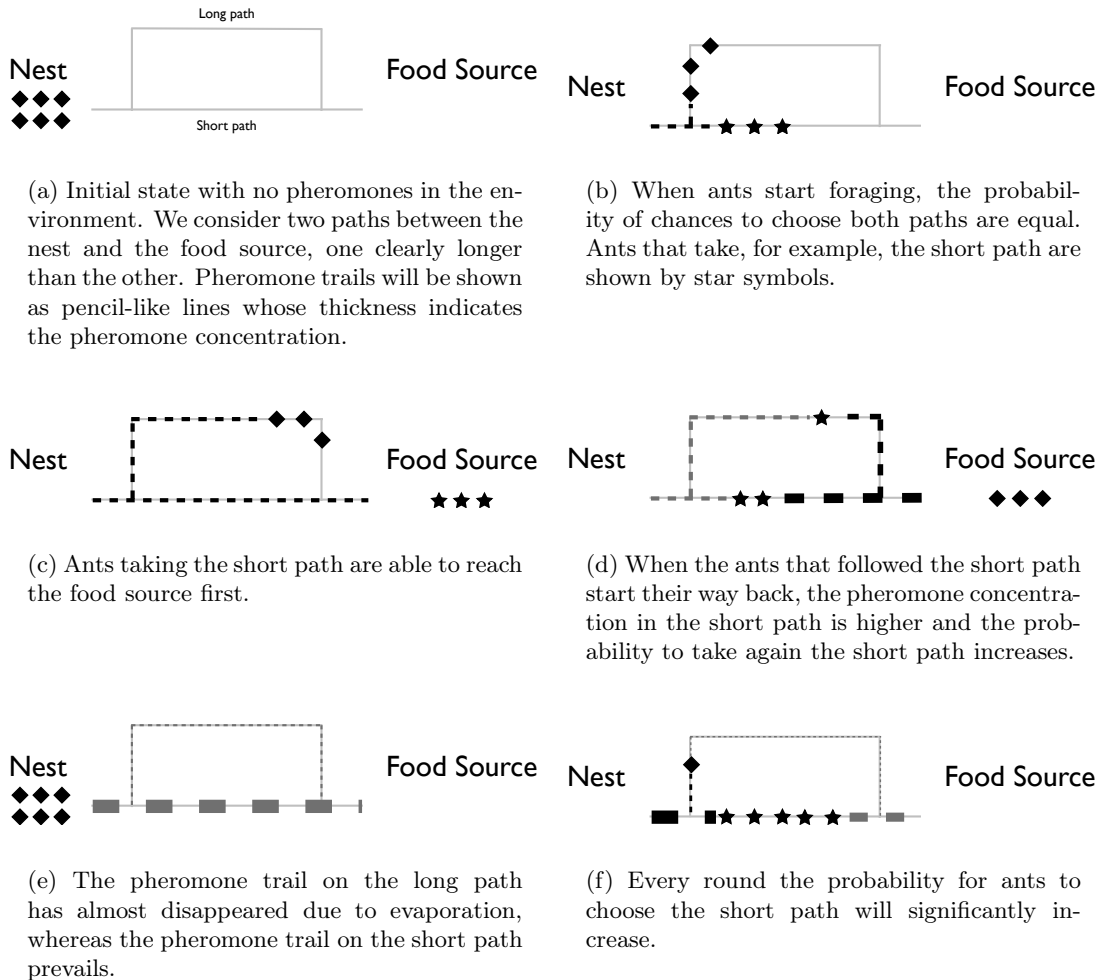 Long path
Nest
Food Source
Short path
(a) Initial state with no pheromones in the en-
vironment. We consider two paths between the
nest and the food source, one clearly longer
than the other. Pheromone trails will be shown
as pencil-like lines whose thickness indicates
the pheromone concentration.
Nest
Food Source
(b) When ants start foraging, the probabil-
ity of chances to choose both paths are equal.
Ants that take, for example, the short path are
shown by star symbols.
Nest
Food Source
(c) Ants taking the short path are able to reach
the food source first.
Nest
Food Source
(d) When the ants that followed the short path
start their way back, the pheromone concentra-
tion in the short path is higher and the prob-
ability to take again the short path increases.
Nest
Food Source
(e) The pheromone trail on the long path
has almost disappeared due to evaporation,
whereas the pheromone trail on the short path
prevails.
Nest
Food Source
(f) Every round the probability for ants to
choose the short path will significantly in-
crease.